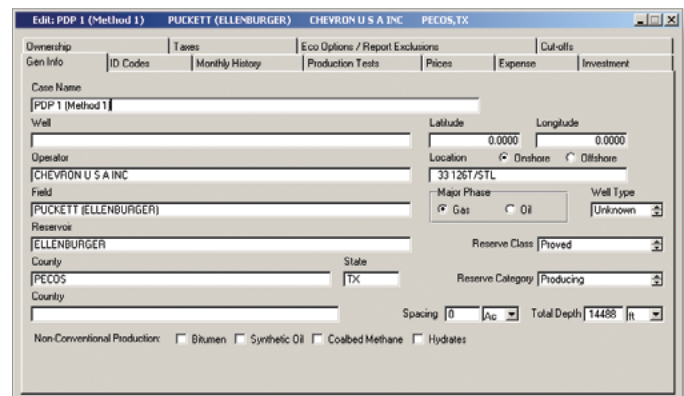 Edit: PDP 1 (Method 1) PUCKETT (ELLENBURGER) CHEVRON U S A INC PECOS,TX
Ownership Taxes Eco Options / Report Exclusions Cut-offs
Gen Info ID Codes Monthly History Production Tests Prices Expense Investment
Case Name
PDP 1 (Method 1)
Well Latitude Longitude
0.0000 0.0000
Operator Location Onshore Offshore
CHEVRON U S A INC 33 126T/STL
Field Major Phase Well Type
PUCKETT (ELLENBURGER) Gas Oil Unknown
Reservoir
ELLENBURGER Reserve Class Proved
County State
PECOS TX Reserve Category Producing
Country
Spacing 0 Ac Total Depth 14488 ft
Non-Conventional Production: Bitumen Synthetic Oil Coalbed Methane Hydrates